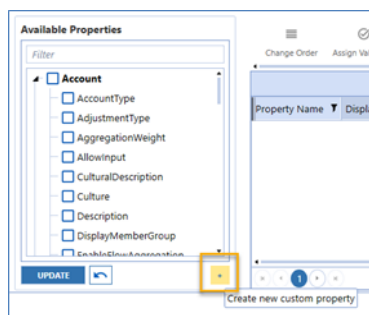 Available Properties
Filter
Account
AccountType
AdjustmentType
AggregationWeight
AllowInput
CulturalDescription
Culture
Description
DisplayMemberGroup
EnableFlowAggregation
UPDATE
Change Order
Assign Val
Property Name
Displa
1
Create new custom property